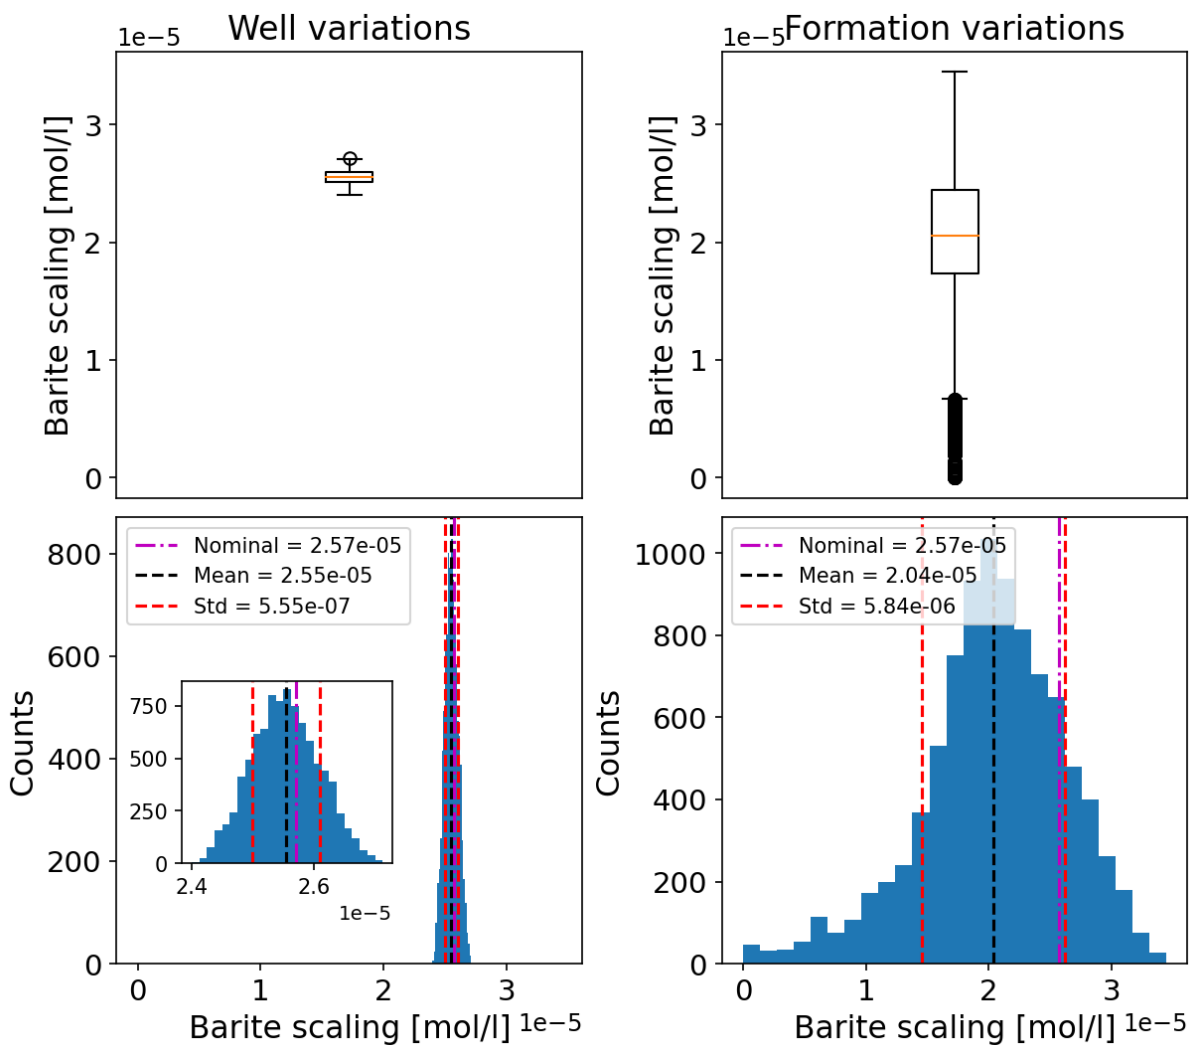 Well variations
1e−5
3
2
1
0
Barite scaling [mol/l]
Formation variations
1e−5
3
2
1
0
Barite scaling [mol/l]
Nominal = 2.57e-05
Mean = 2.55e-05
Std = 5.55e-07
800
600
400
200
0
Counts
750
500
250
0
2.4
2.6
1e−5
0
1
2
3
Barite scaling [mol/l]
1e−5
Nominal = 2.57e-05
Mean = 2.04e-05
Std = 5.84e-06
1000
800
600
400
200
0
Counts
0
1
2
3
Barite scaling [mol/l]
1e−5